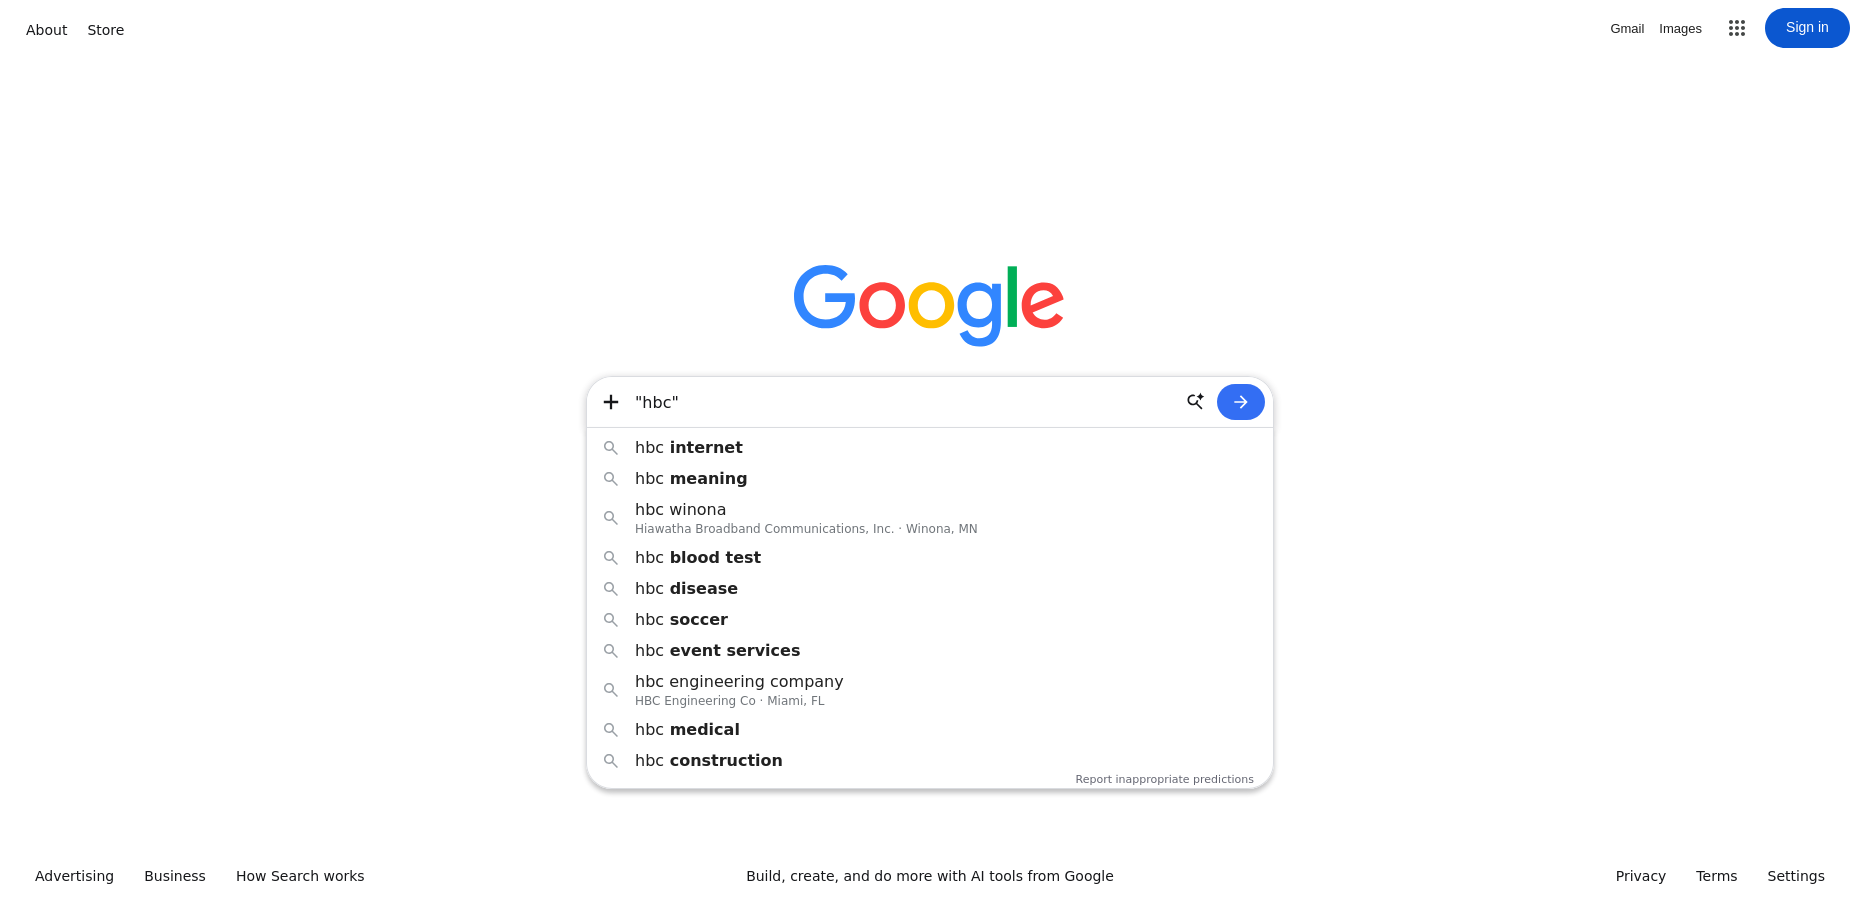 About Store
Gmail Images Sign in
Google
"hbc"
hbc internet
hbc meaning
hbc winona
Hiawatha Broadband Communications, Inc. · Winona, MN
hbc blood test
hbc disease
hbc soccer
hbc event services
hbc engineering company
HBC Engineering Co · Miami, FL
hbc medical
hbc construction
Report inappropriate predictions
Advertising Business How Search works Build, create, and do more with AI tools from Google Privacy Terms Settings